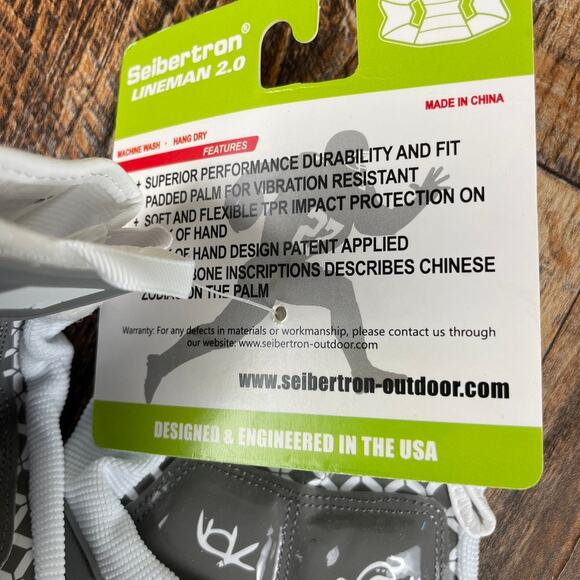 Seibertron®
LINEMAN 2.0
MADE IN CHINA
MACHINE WASH · HANG DRY
FEATURES
+ SUPERIOR PERFORMANCE DURABILITY AND FIT
PADDED PALM FOR VIBRATION RESISTANT
+ SOFT AND FLEXIBLE TPR IMPACT PROTECTION ON
OF HAND
OF HAND DESIGN PATENT APPLIED
BONE INSCRIPTIONS DESCRIBES CHINESE
ZODIAC ON THE PALM
27
Warranty: For any defects in materials or workmanship, please contact us through
our website: www.seibertron-outdoor.com
www.seibertron-outdoor.com
DESIGNED & ENGINEERED IN THE USA